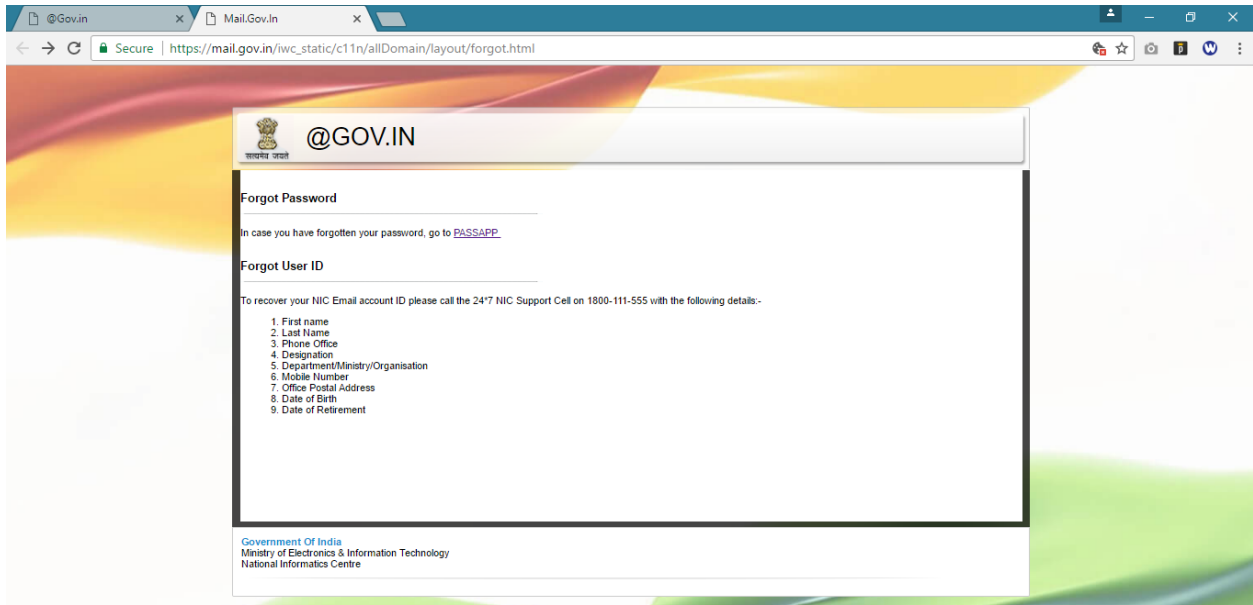 @Gov.in
Mail.Gov.In
Secure | https://mail.gov.in/iwc_static/c11n/allDomain/layout/forgot.html
सत्यमेव जयते
@GOV.IN
Forgot Password
In case you have forgotten your password, go to PASSAPP
Forgot User ID
To recover your NIC Email account ID please call the 24*7 NIC Support Cell on 1800-111-555 with the following details:-
1. First name
2. Last Name
3. Phone Office
4. Designation
5. Department/Ministry/Organisation
6. Mobile Number
7. Office Postal Address
8. Date of Birth
9. Date of Retirement
Government Of India
Ministry of Electronics & Information Technology
National Informatics Centre